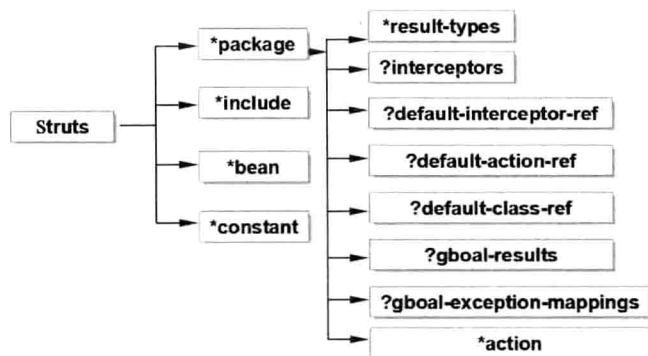 Struts
*package
*include
*bean
*constant
*result-types
?interceptors
?default-interceptor-ref
?default-action-ref
?default-class-ref
?gboal-results
?gboal-exception-mappings
*action